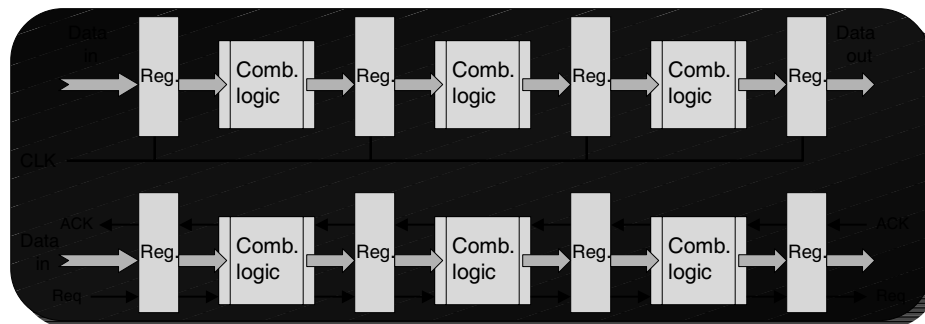 Data
in
Data
out
Reg.
Comb.
logic
Reg.
Comb.
logic
Reg.
Comb.
logic
Reg.
CLK
ACK
ACK
Data
in
Reg.
Comb.
logic
Reg.
Comb.
logic
Reg.
Comb.
logic
Reg.
Req
Req